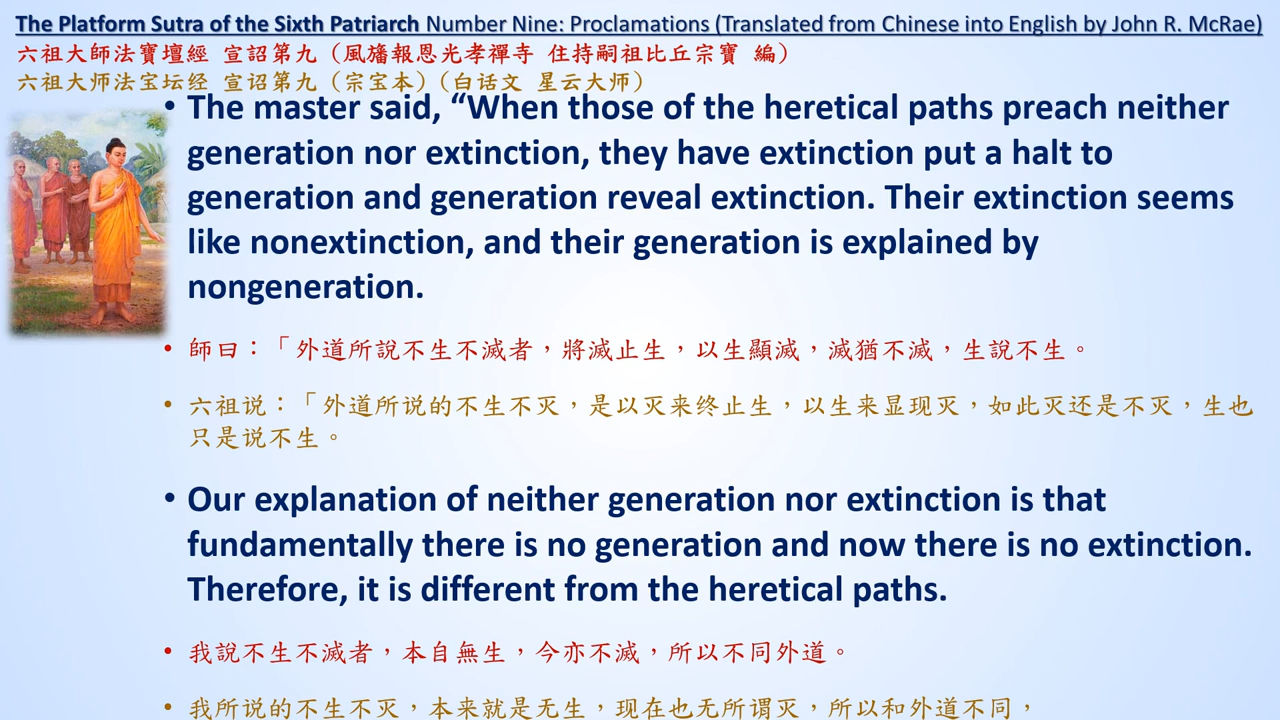 The Platform Sutra of the Sixth Patriarch Number Nine: Proclamations (Translated from Chinese into English by John R. McRae)
六祖大師法寶壇經 宣詔第九（風旛報恩光孝禪寺 住持嗣祖比丘宗寶 編）
六祖大师法宝坛经 宣诏第九（宗宝本）（白话文 星云大师）
• The master said, “When those of the heretical paths preach neither
generation nor extinction, they have extinction put a halt to
generation and generation reveal extinction. Their extinction seems
like nonextinction, and their generation is explained by
nongeneration.
• 師曰：「外道所說不生不滅者，將滅止生，以生顯滅，滅猶不滅，生說不生。
• 六祖说：「外道所说的不生不灭，是以灭来终止生，以生来显现灭，如此灭还是不灭，生也
只是说不生。
• Our explanation of neither generation nor extinction is that
fundamentally there is no generation and now there is no extinction.
Therefore, it is different from the heretical paths.
• 我說不生不滅者，本自無生，今亦不滅，所以不同外道。
• 我所说的不生不灭，本来就是无生，现在也无所谓灭，所以和外道不同，